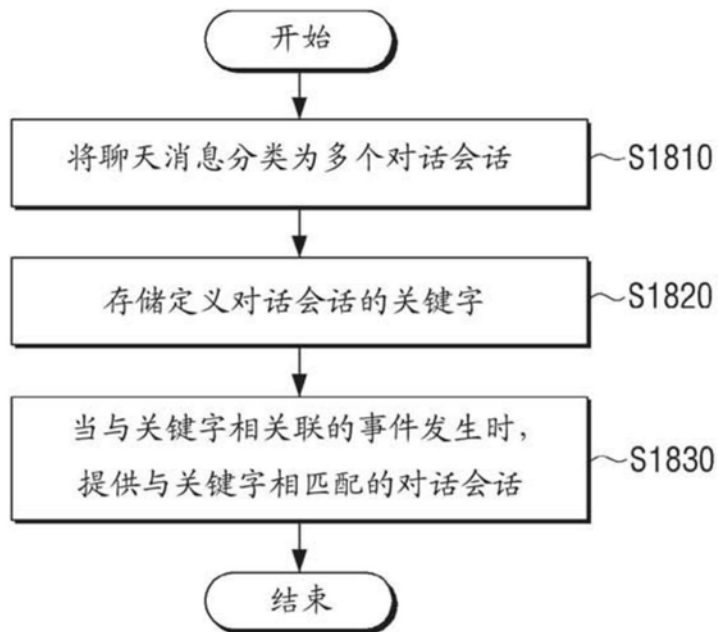 开始
将聊天消息分类为多个对话会话
S1810
存储定义对话会话的关键字
S1820
当与关键字相关联的事件发生时，
提供与关键字相匹配的对话会话
S1830
结束